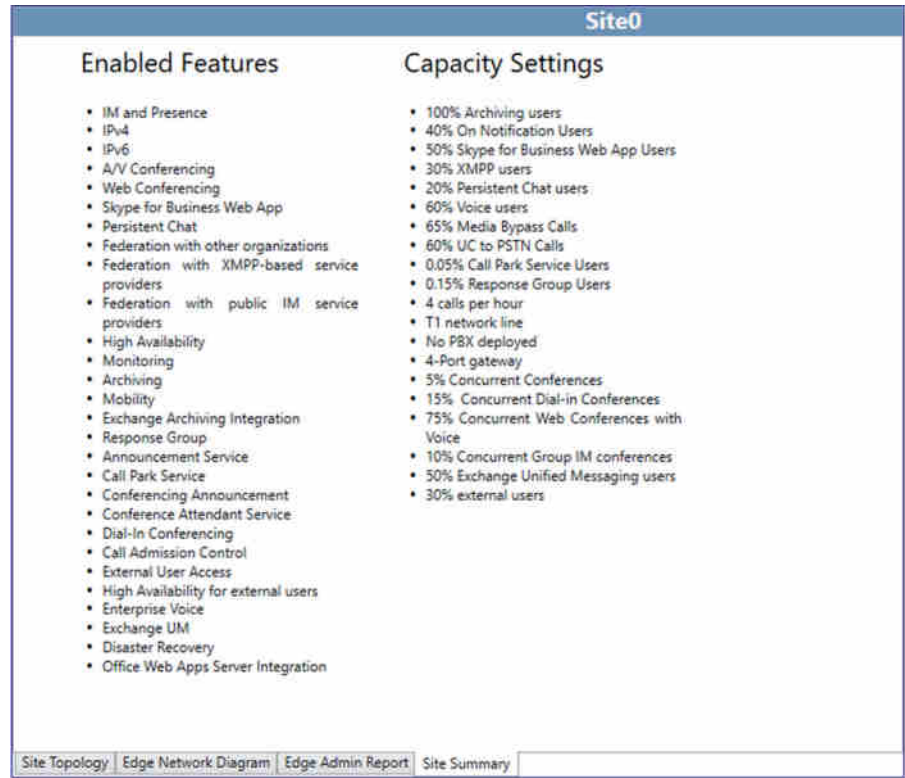 Site0
Enabled Features
• IM and Presence
• IPv4
• IPv6
• A/V Conferencing
• Web Conferencing
• Skype for Business Web App
• Persistent Chat
• Federation with other organizations
• Federation with XMPP-based service
providers
• Federation with public IM service
providers
• High Availability
• Monitoring
• Archiving
• Mobility
• Exchange Archiving Integration
• Response Group
• Announcement Service
• Call Park Service
• Conferencing Announcement
• Conference Attendant Service
• Dial-In Conferencing
• Call Admission Control
• External User Access
• High Availability for external users
• Enterprise Voice
• Exchange UM
• Disaster Recovery
• Office Web Apps Server Integration
Capacity Settings
• 100% Archiving users
• 40% On Notification Users
• 50% Skype for Business Web App Users
• 30% XMPP users
• 20% Persistent Chat users
• 60% Voice users
• 65% Media Bypass Calls
• 60% UC to PSTN Calls
• 0.05% Call Park Service Users
• 0.15% Response Group Users
• 4 calls per hour
• T1 network line
• No PBX deployed
• 4-Port gateway
• 5% Concurrent Conferences
• 15% Concurrent Dial-in Conferences
• 75% Concurrent Web Conferences with
Voice
• 10% Concurrent Group IM conferences
• 50% Exchange Unified Messaging users
• 30% external users
Site Topology Edge Network Diagram Edge Admin Report Site Summary